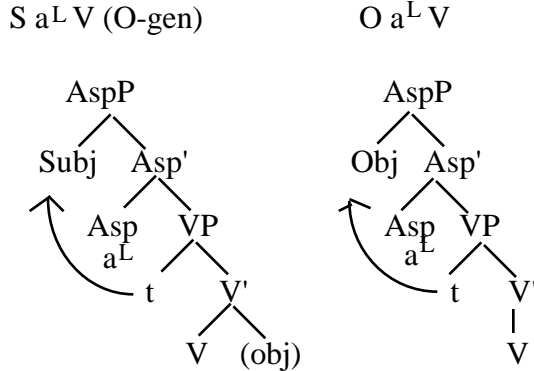 S aᴸ V (O-gen) O aᴸ V
AspP AspP
Subj Asp' Obj Asp'
Asp VP Asp VP
aᴸ aᴸ
t V' t V'
V (obj) V